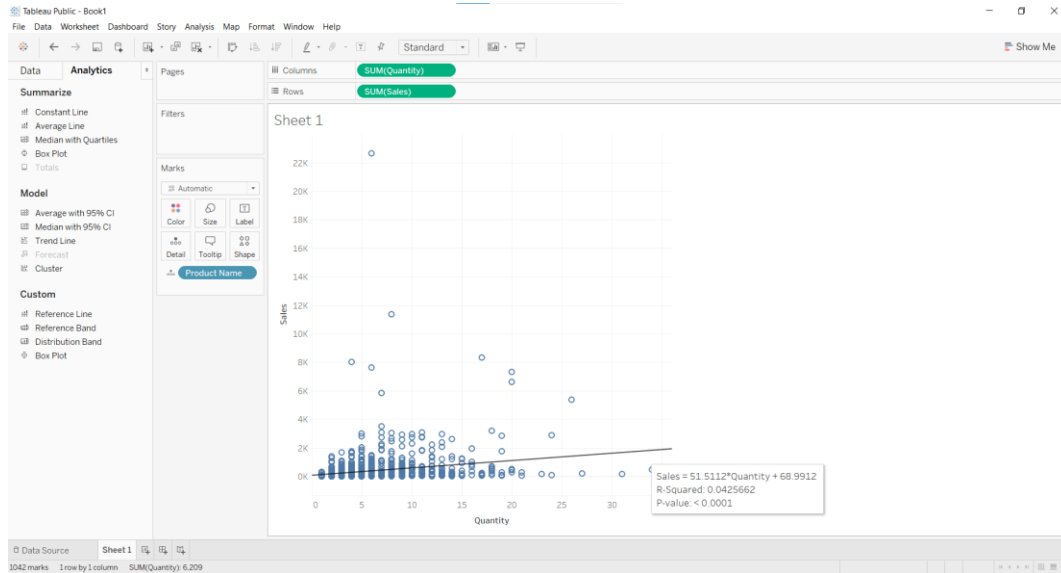 Tableau Public - Book1
File Data Worksheet Dashboard Story Analysis Map Format Window Help
Standard
Show Me
Data Analytics
Pages
Columns SUM(Quantity)
Rows SUM(Sales)
Summarize
Constant Line
Average Line
Median with Quartiles
Box Plot
Totals
Model
Average with 95% CI
Median with 95% CI
Trend Line
Forecast
Cluster
Custom
Reference Line
Reference Band
Distribution Band
Box Plot
Filters
Marks
Automatic
Color Size Label
Detail Tooltip Shape
Product Name
Sheet 1
22K
20K
18K
16K
14K
12K
10K
8K
6K
4K
2K
0K
Sales
0 5 10 15 20 25 30
Quantity
Sales = 51.5112*Quantity + 68.9912
R-Squared: 0.0425662
P-value: < 0.0001
Data Source Sheet 1
1042 marks 1 row by 1 column SUM(Quantity): 6,209